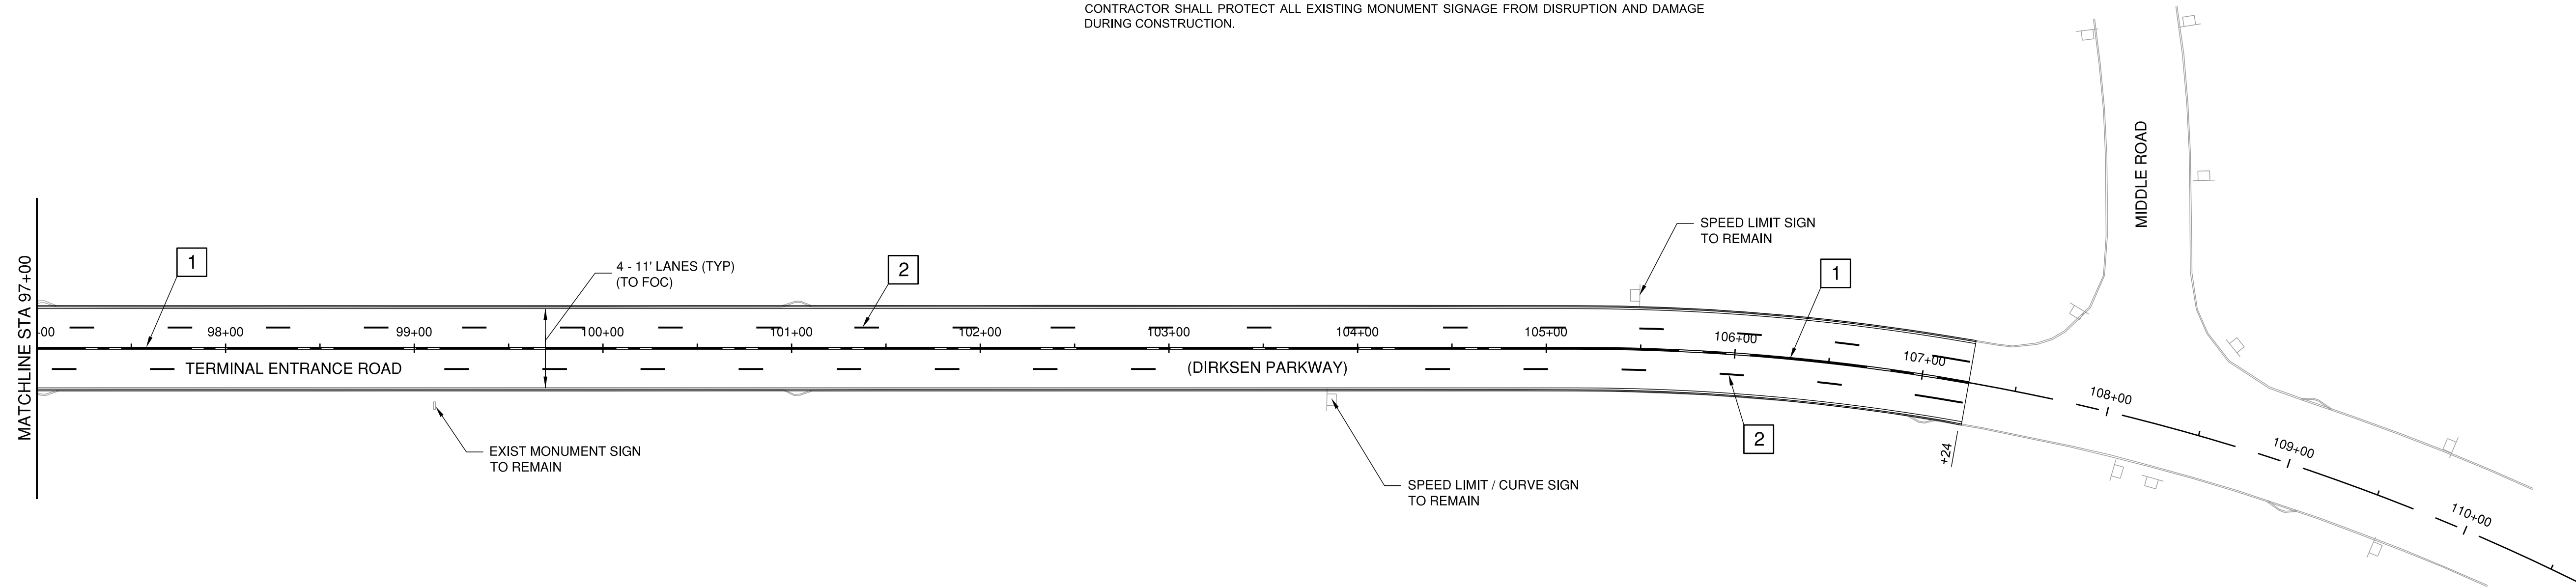 CONTRACTOR SHALL PROTECT ALL EXISTING MONUMENT SIGNAGE FROM DISRUPTION AND DAMAGE
DURING CONSTRUCTION.
MIDDLE ROAD
SPEED LIMIT SIGN
TO REMAIN
MATCHLINE STA 97+00
1
4 - 11' LANES (TYP)
(TO FOC)
2
1
-00
98+00
99+00
100+00
101+00
102+00
103+00
104+00
105+00
106+00
107+00
108+00
109+00
110+00
TERMINAL ENTRANCE ROAD
(DIRKSEN PARKWAY)
EXIST MONUMENT SIGN
TO REMAIN
SPEED LIMIT / CURVE SIGN
TO REMAIN
2
+24